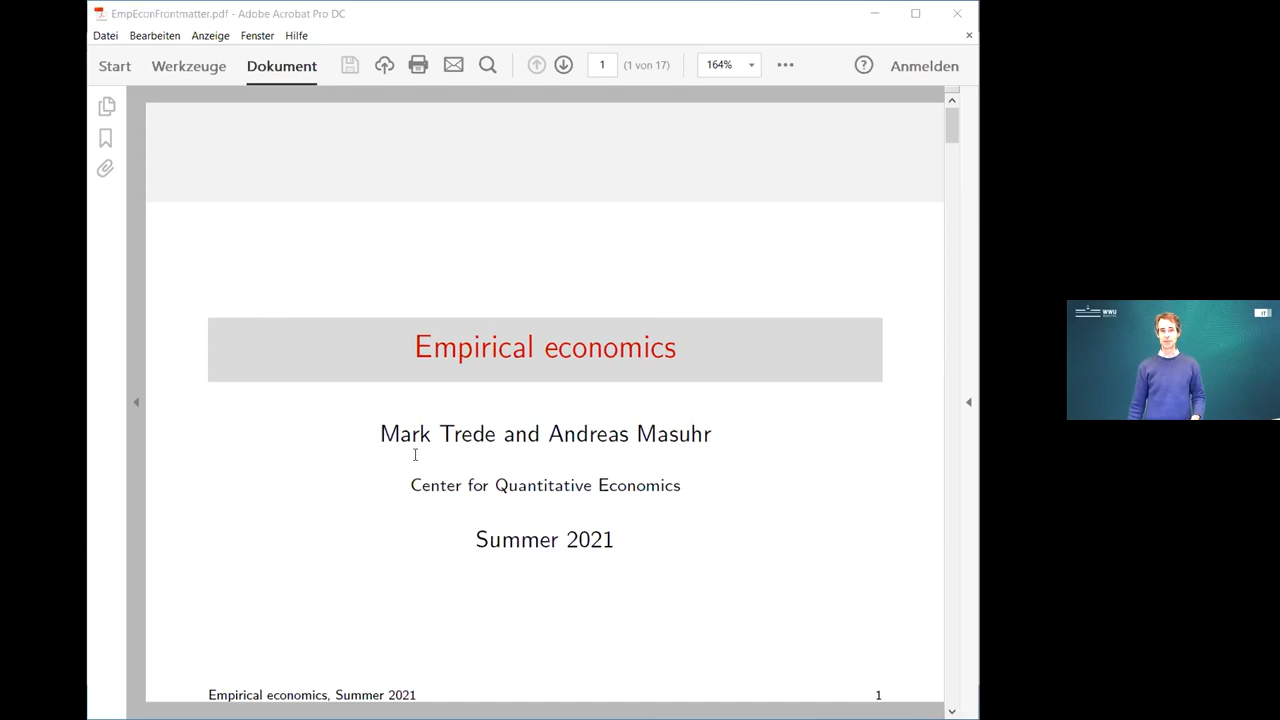 EmpEconFrontmatter.pdf - Adobe Acrobat Pro DC
Datei Bearbeiten Anzeige Fenster Hilfe
Start Werkzeuge Dokument 1 (1 von 17) 164% Anmelden
Empirical economics
Mark Trede and Andreas Masuhr
Center for Quantitative Economics
Summer 2021
Empirical economics, Summer 2021 1
WWU
IT